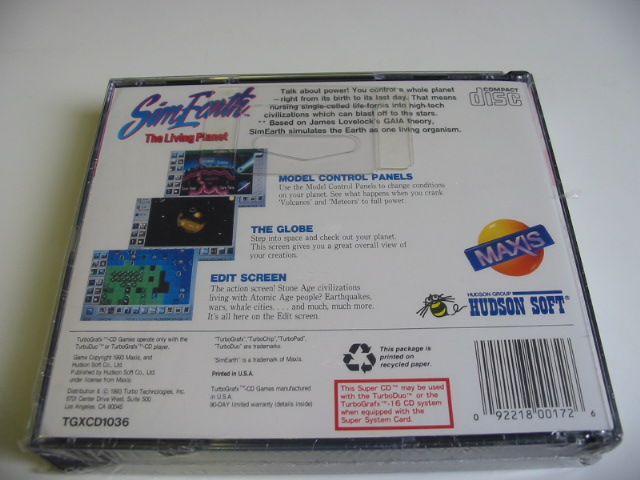 SimEarth™
The Living Planet
Talk about power! You control a whole planet
—right from its birth to its last day. That means
nursing single-celled life-forms into high-tech
civilizations which can blast off to the stars.
Based on James Lovelock's GAIA theory,
SimEarth simulates the Earth as one living organism.
COMPACT
disc
MODEL CONTROL PANELS
Use the Model Control Panels to change conditions
on your planet. See what happens when you crank
'Volcanos' and 'Meteors' to full power.
THE GLOBE
Step into space and check out your planet.
This screen gives you a great overall view of
your creation.
EDIT SCREEN
The action screen! Stone Age civilizations
living with Atomic Age people? Earthquakes,
wars, whale cities. . . . and much, much more.
It's all here on the Edit screen.
MAXIS
HUDSON GROUP
HUDSON SOFT®
TurboGrafx™-CD Games operate only with the
TurboDuo™ or TurboGrafx™-CD player.
Game Copyright 1993 Maxis, and
Hudson Soft Co., Ltd.
Published by Hudson Soft Co., Ltd.
under license from Maxis.
Distribution & © 1993 Turbo Technologies, Inc.
6701 Center Drive, Suite 500
Los Angeles, CA 90045
TGXCD1036
"TurboGrafx", "TurboChip", "TurboPad",
"TurboDuo" are trademarks.
"SimEarth" is a trademark of Maxis.
Printed in U.S.A.
TurboGrafx™-CD Games manufactured
in U.S.A.
90-DAY limited warranty (details inside)
This package is
printed on
recycled paper.
This Super CD™ may be used
with the TurboDuo™ or the
TurboGrafx™-16 CD system
when equipped with the
Super System Card.
0 92218 00172 6